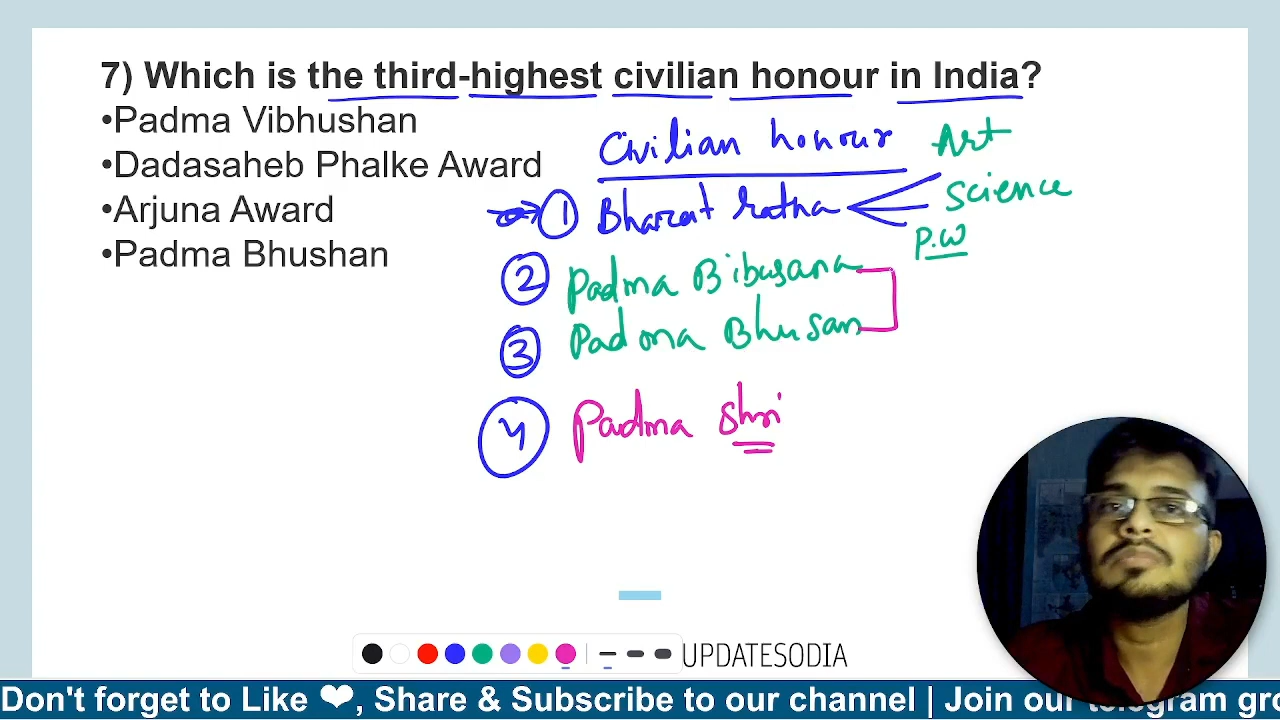 7) Which is the third-highest civilian honour in India?
•Padma Vibhushan
•Dadasaheb Phalke Award
•Arjuna Award
•Padma Bhushan
Civilian honour
1 Bharat ratna
Art
Science
P.W
2 Padma Bibusana
3 Padma Bhusan
4 Padma Shri
UPDATESODIA
Don't forget to Like ❤, Share & Subscribe to our channel | Join our telegram gro